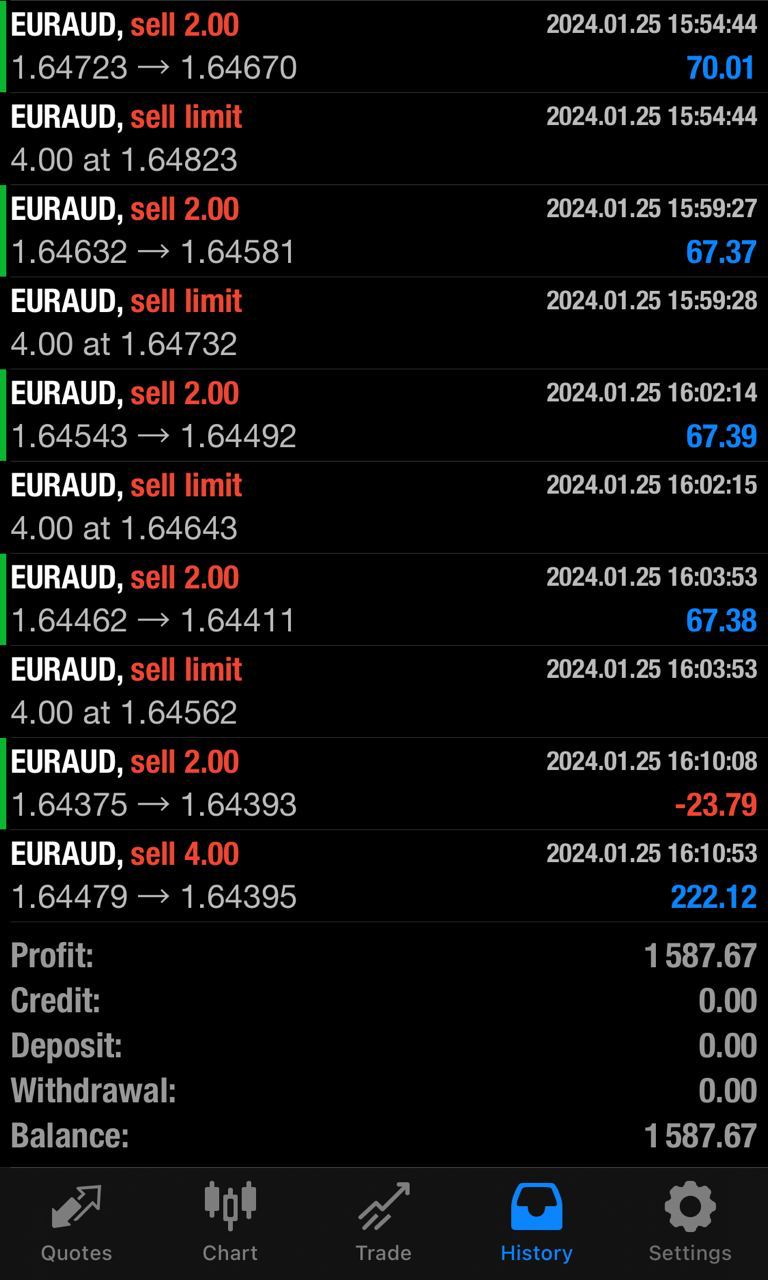 EURAUD, sell 2.00 2024.01.25 15:54:44
1.64723 → 1.64670 70.01
EURAUD, sell limit 2024.01.25 15:54:44
4.00 at 1.64823
EURAUD, sell 2.00 2024.01.25 15:59:27
1.64632 → 1.64581 67.37
EURAUD, sell limit 2024.01.25 15:59:28
4.00 at 1.64732
EURAUD, sell 2.00 2024.01.25 16:02:14
1.64543 → 1.64492 67.39
EURAUD, sell limit 2024.01.25 16:02:15
4.00 at 1.64643
EURAUD, sell 2.00 2024.01.25 16:03:53
1.64462 → 1.64411 67.38
EURAUD, sell limit 2024.01.25 16:03:53
4.00 at 1.64562
EURAUD, sell 2.00 2024.01.25 16:10:08
1.64375 → 1.64393 -23.79
EURAUD, sell 4.00 2024.01.25 16:10:53
1.64479 → 1.64395 222.12
Profit: 1 587.67
Credit: 0.00
Deposit: 0.00
Withdrawal: 0.00
Balance: 1 587.67
Quotes Chart Trade History Settings